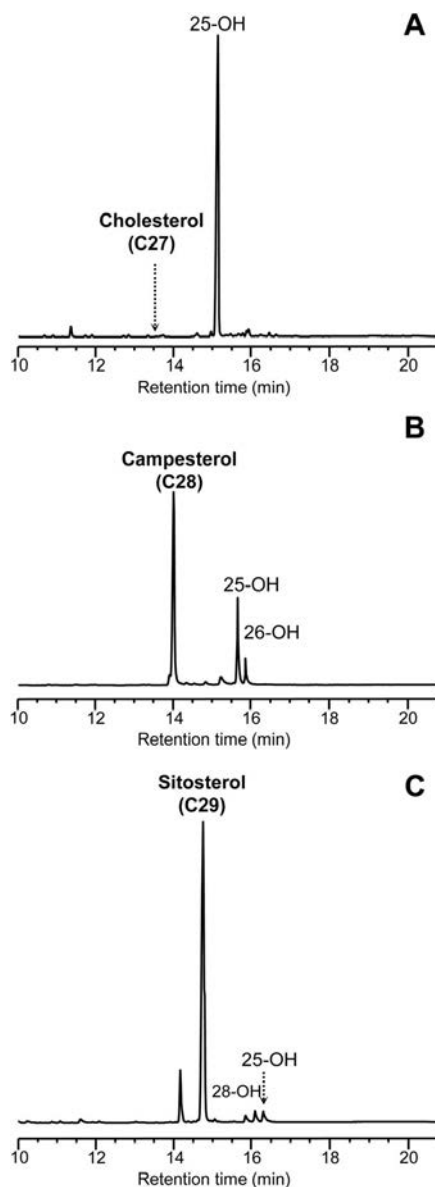 25-OH
A
Cholesterol
(C27)
10 12 14 16 18 20
Retention time (min)
B
Campesterol
(C28)
25-OH
26-OH
10 12 14 16 18 20
Retention time (min)
C
Sitosterol
(C29)
25-OH
28-OH
10 12 14 16 18 20
Retention time (min)